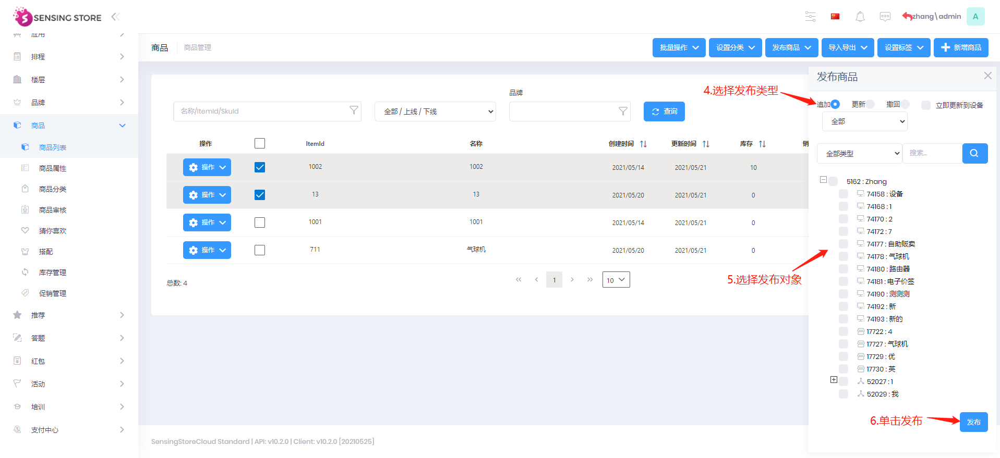 SENSING STORE
zhang\admin
A
应用
排程
楼层
品牌
商品
商品列表
商品属性
商品分类
商品审核
猜你喜欢
搭配
库存管理
促销管理
推荐
答题
红包
活动
培训
支付中心
商品
商品管理
批量操作
设置分类
发布商品
导入导出
设置标签
新增商品
品牌
名称/ItemId/SkuId
全部 / 上线 / 下线
查询
操作 ItemId 名称 创建时间 更新时间 库存 销
操作 1002 1002 2021/05/14 2021/05/21 10
操作 13 13 2021/05/20 2021/05/21 0
操作 1001 1001 2021/05/14 2021/05/21 0
操作 711 气球机 2021/05/20 2021/05/21 0
总数: 4
« ‹ 1 › » 10
发布商品
4.选择发布类型
追加 更新 撤回 立即更新到设备
全部
全部类型 搜索...
5162 : Zhang
74158 : 设备
74168 : 1
74170 : 2
74172 : 7
74177 : 自助贩卖
74178 : 气球机
74180 : 路由器
74181 : 电子价签
74190 : 测测测
74192 : 新
74193 : 新的
17722 : 4
17727 : 气球机
17729 : 优
17730 : 英
52027 : 1
52029 : 我
5.选择发布对象
6.单击发布
发布
SensingStoreCloud Standard | API: v10.2.0 | Client: v10.2.0 [20210525]